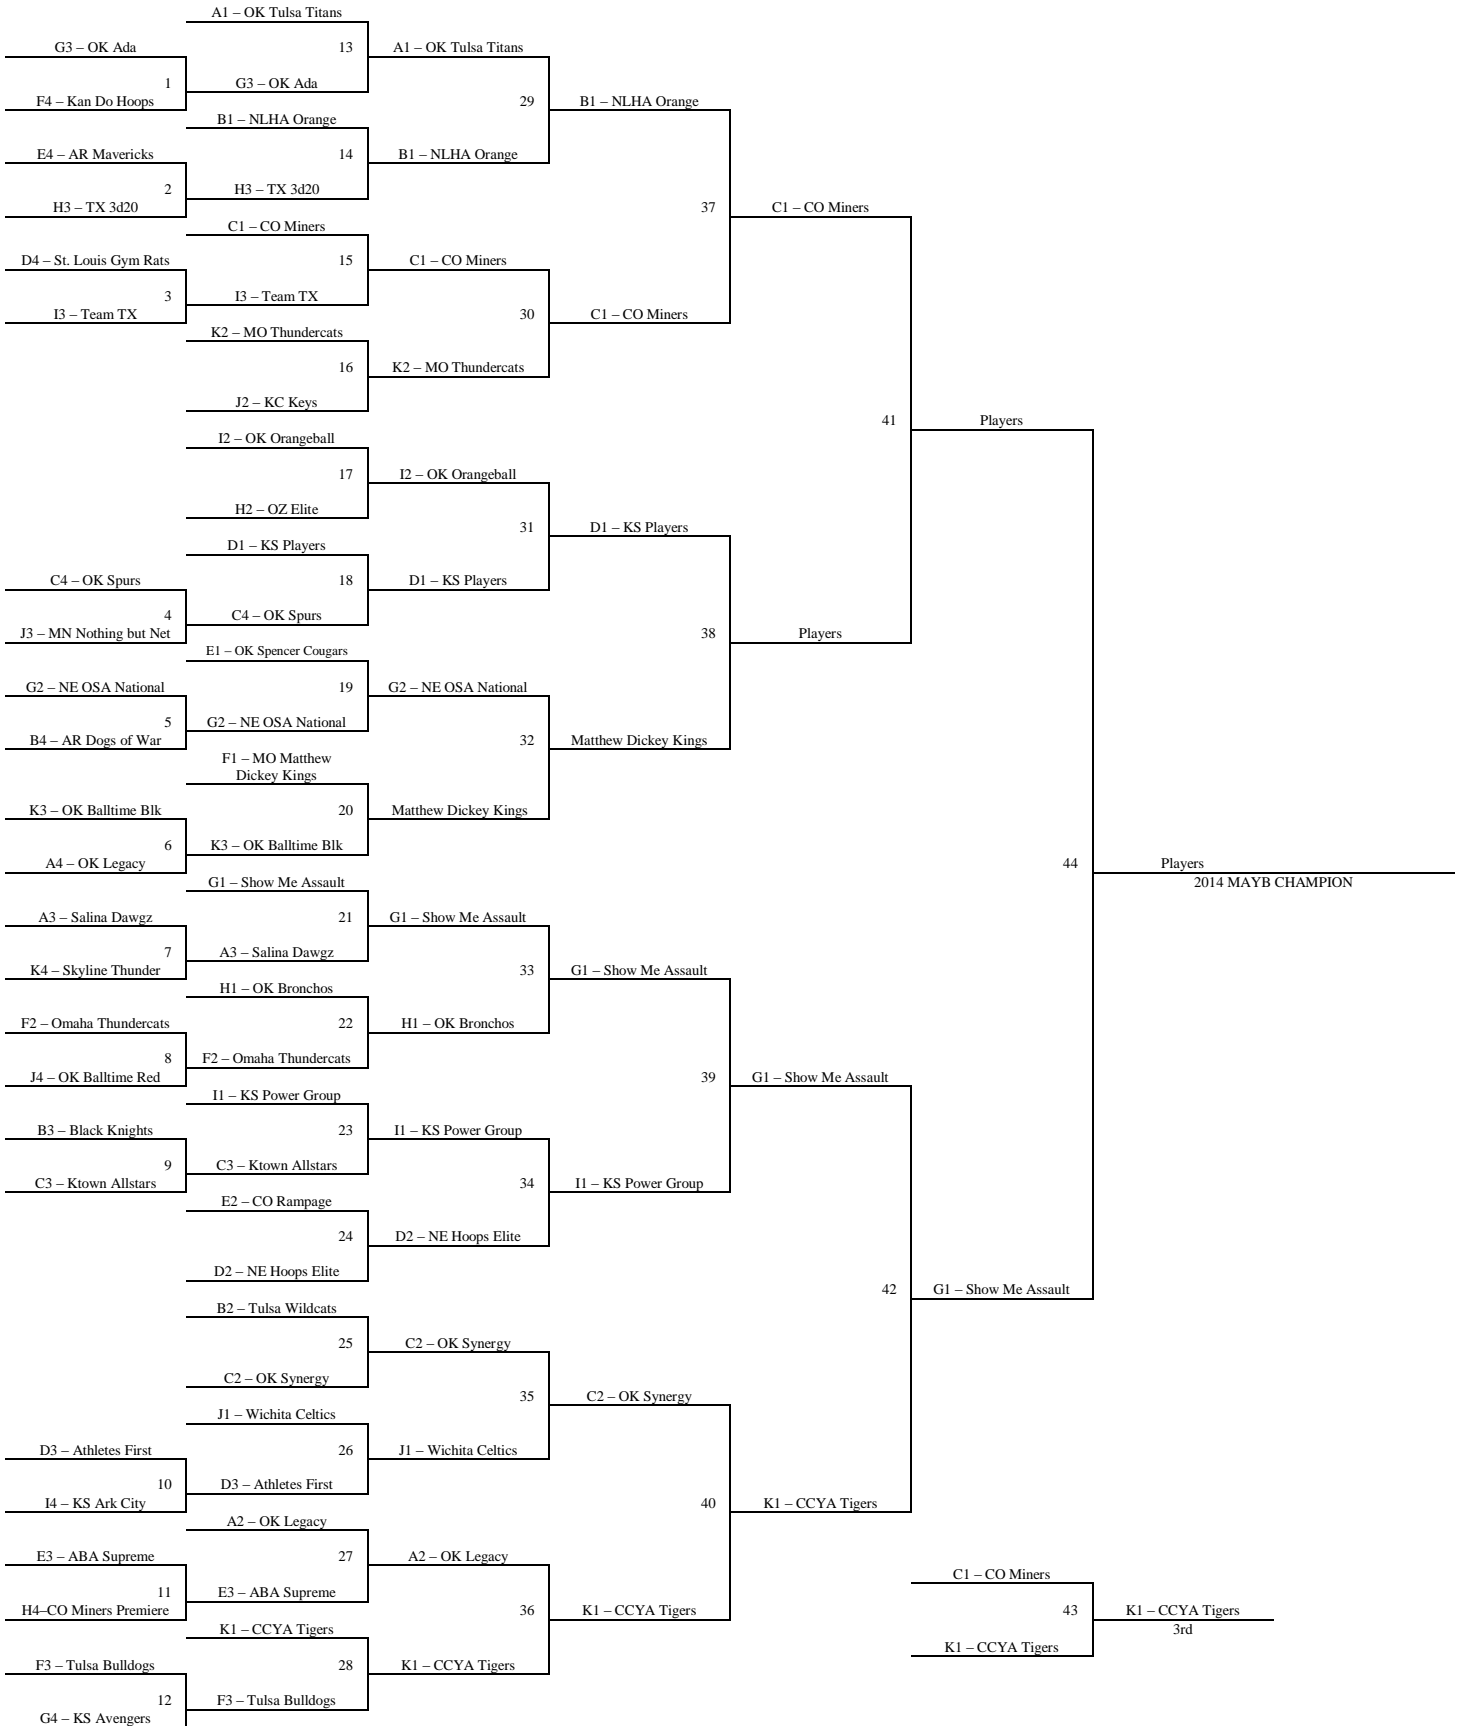 A1 – OK Tulsa Titans
G3 – OK Ada
13
A1 – OK Tulsa Titans
1
G3 – OK Ada
F4 – Kan Do Hoops
29
B1 – NLHA Orange
B1 – NLHA Orange
E4 – AR Mavericks
14
B1 – NLHA Orange
2
H3 – TX 3d20
H3 – TX 3d20
37
C1 – CO Miners
C1 – CO Miners
D4 – St. Louis Gym Rats
15
C1 – CO Miners
3
I3 – Team TX
I3 – Team TX
30
C1 – CO Miners
K2 – MO Thundercats
16
K2 – MO Thundercats
J2 – KC Keys
41
Players
I2 – OK Orangeball
17
I2 – OK Orangeball
H2 – OZ Elite
31
D1 – KS Players
D1 – KS Players
C4 – OK Spurs
18
D1 – KS Players
4
C4 – OK Spurs
J3 – MN Nothing but Net
38
Players
E1 – OK Spencer Cougars
G2 – NE OSA National
19
G2 – NE OSA National
5
G2 – NE OSA National
B4 – AR Dogs of War
32
Matthew Dickey Kings
F1 – MO Matthew
Dickey Kings
K3 – OK Balltime Blk
20
Matthew Dickey Kings
6
K3 – OK Balltime Blk
A4 – OK Legacy
44
Players
2014 MAYB CHAMPION
G1 – Show Me Assault
A3 – Salina Dawgz
21
G1 – Show Me Assault
7
A3 – Salina Dawgz
K4 – Skyline Thunder
33
G1 – Show Me Assault
H1 – OK Bronchos
F2 – Omaha Thundercats
22
H1 – OK Bronchos
8
F2 – Omaha Thundercats
J4 – OK Balltime Red
39
G1 – Show Me Assault
I1 – KS Power Group
B3 – Black Knights
23
I1 – KS Power Group
9
C3 – Ktown Allstars
C3 – Ktown Allstars
34
I1 – KS Power Group
E2 – CO Rampage
24
D2 – NE Hoops Elite
D2 – NE Hoops Elite
42
G1 – Show Me Assault
B2 – Tulsa Wildcats
25
C2 – OK Synergy
C2 – OK Synergy
35
C2 – OK Synergy
J1 – Wichita Celtics
D3 – Athletes First
26
J1 – Wichita Celtics
10
D3 – Athletes First
I4 – KS Ark City
40
K1 – CCYA Tigers
A2 – OK Legacy
E3 – ABA Supreme
27
A2 – OK Legacy
C1 – CO Miners
11
E3 – ABA Supreme
H4–CO Miners Premiere
36
K1 – CCYA Tigers
43
K1 – CCYA Tigers
3rd
K1 – CCYA Tigers
K1 – CCYA Tigers
F3 – Tulsa Bulldogs
28
K1 – CCYA Tigers
12
F3 – Tulsa Bulldogs
G4 – KS Avengers